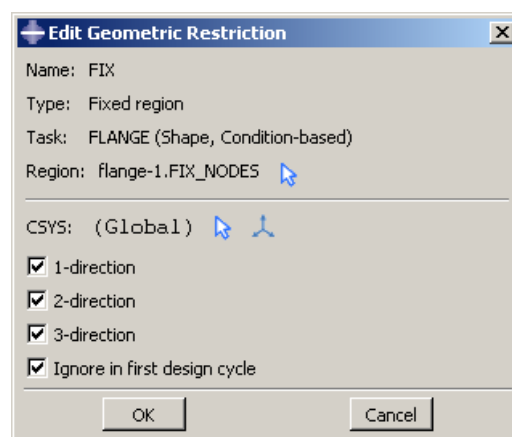 Edit Geometric Restriction
Name: FIX
Type: Fixed region
Task: FLANGE (Shape, Condition-based)
Region: flange-1.FIX_NODES
CSYS: (Global)
1-direction
2-direction
3-direction
Ignore in first design cycle
OK Cancel